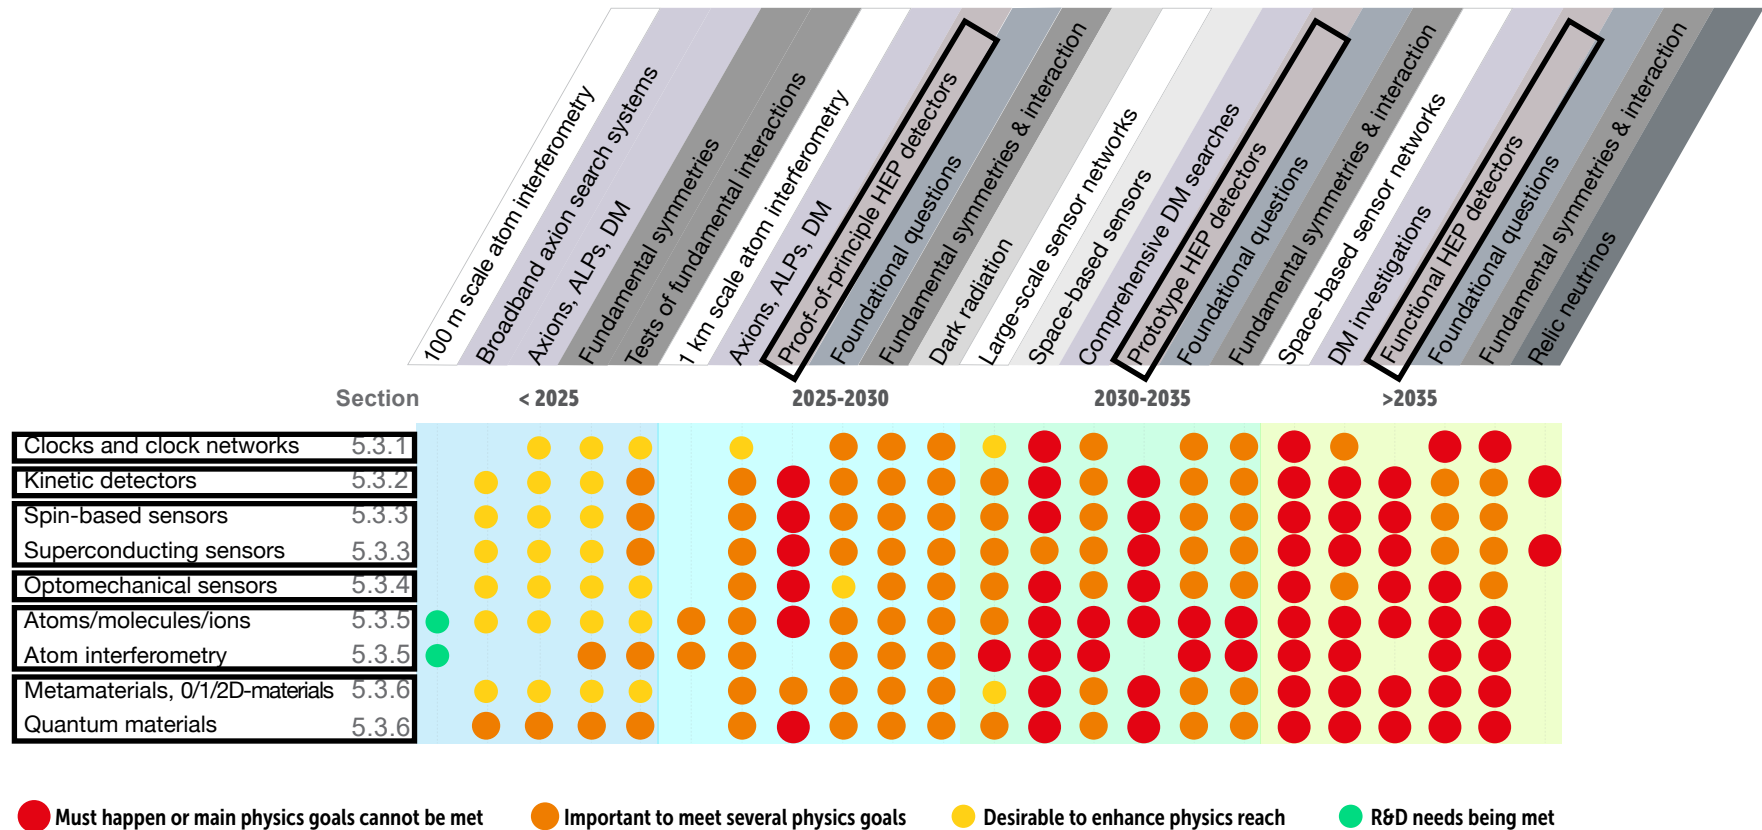 100 m scale atom interferometry
Broadband axion search systems
Axions, ALPs, DM
Fundamental symmetries
Tests of fundamental interactions
1 km scale atom interferometry
Axions, ALPs, DM
Proof-of-principle HEP detectors
Foundational questions
Fundamental symmetries & interaction
Dark radiation
Large-scale sensor networks
Space-based sensors
Comprehensive DM searches
Prototype HEP detectors
Foundational questions
Fundamental symmetries & interaction
Space-based sensor networks
DM investigations
Functional HEP detectors
Foundational questions
Fundamental symmetries & interaction
Relic neutrinos
Section < 2025 2025-2030 2030-2035 >2035
Clocks and clock networks 5.3.1
Kinetic detectors 5.3.2
Spin-based sensors 5.3.3
Superconducting sensors 5.3.3
Optomechanical sensors 5.3.4
Atoms/molecules/ions 5.3.5
Atom interferometry 5.3.5
Metamaterials, 0/1/2D-materials 5.3.6
Quantum materials 5.3.6
Must happen or main physics goals cannot be met Important to meet several physics goals Desirable to enhance physics reach R&D needs being met